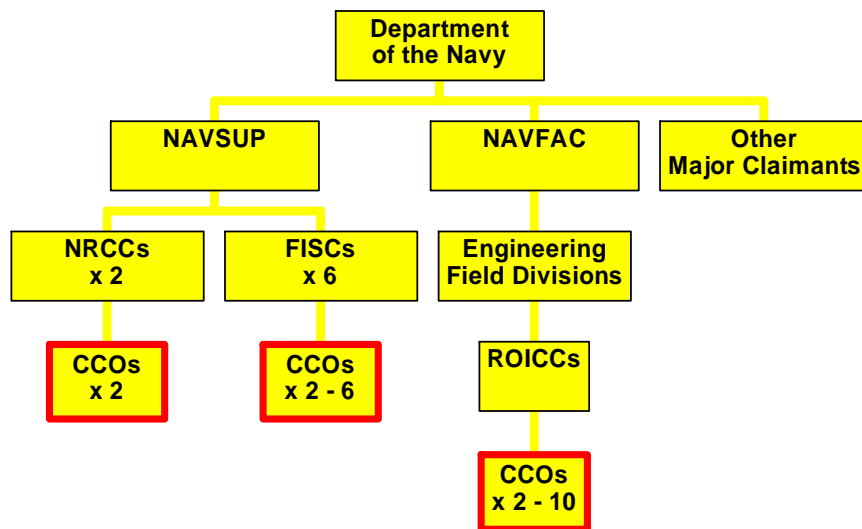 Department
of the Navy
NAVSUP
NAVFAC
Other
Major Claimants
NRCCs
x 2
FISCs
x 6
Engineering
Field Divisions
CCOs
x 2
CCOs
x 2 - 6
ROICCs
CCOs
x 2 - 10